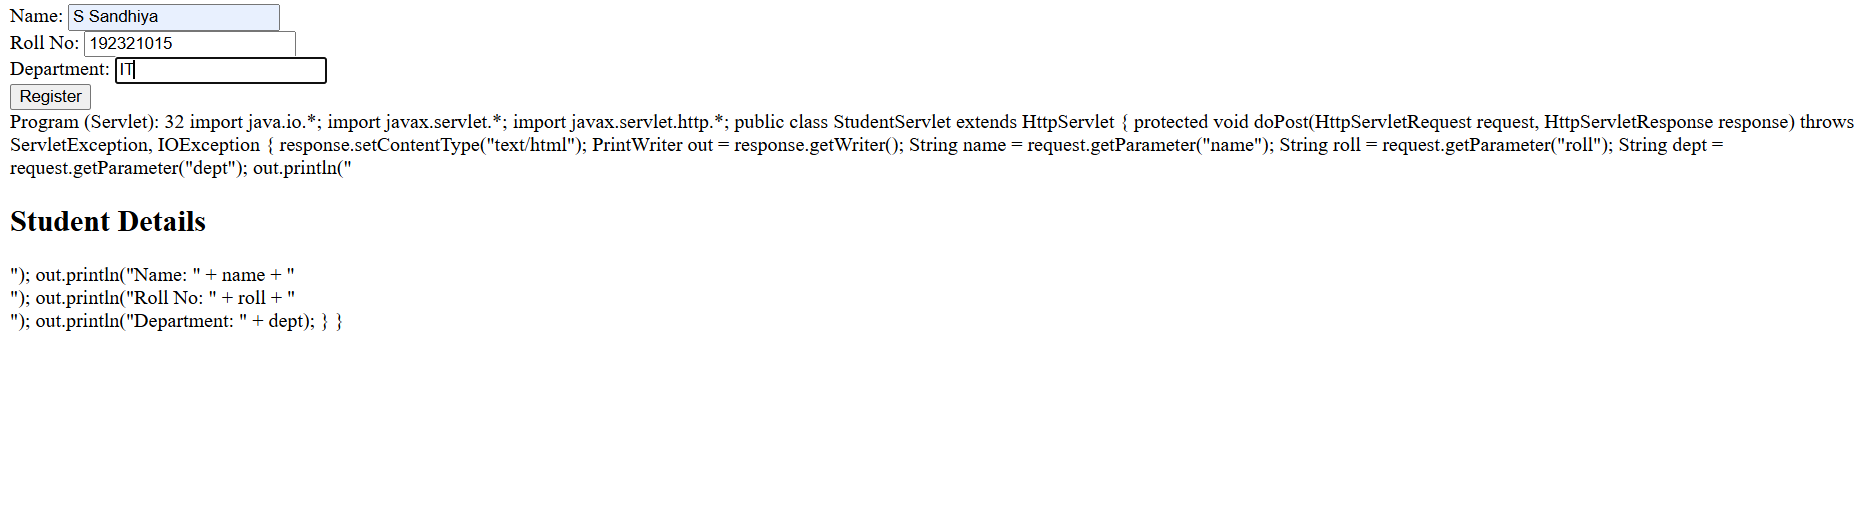 Name: S Sandhiya
Roll No: 192321015
Department: IT
Register
Program (Servlet): 32 import java.io.*; import javax.servlet.*; import javax.servlet.http.*; public class StudentServlet extends HttpServlet { protected void doPost(HttpServletRequest request, HttpServletResponse response) throws
ServletException, IOException { response.setContentType("text/html"); PrintWriter out = response.getWriter(); String name = request.getParameter("name"); String roll = request.getParameter("roll"); String dept =
request.getParameter("dept"); out.println("
Student Details
"); out.println("Name: " + name + "
"); out.println("Roll No: " + roll + "
"); out.println("Department: " + dept); } }